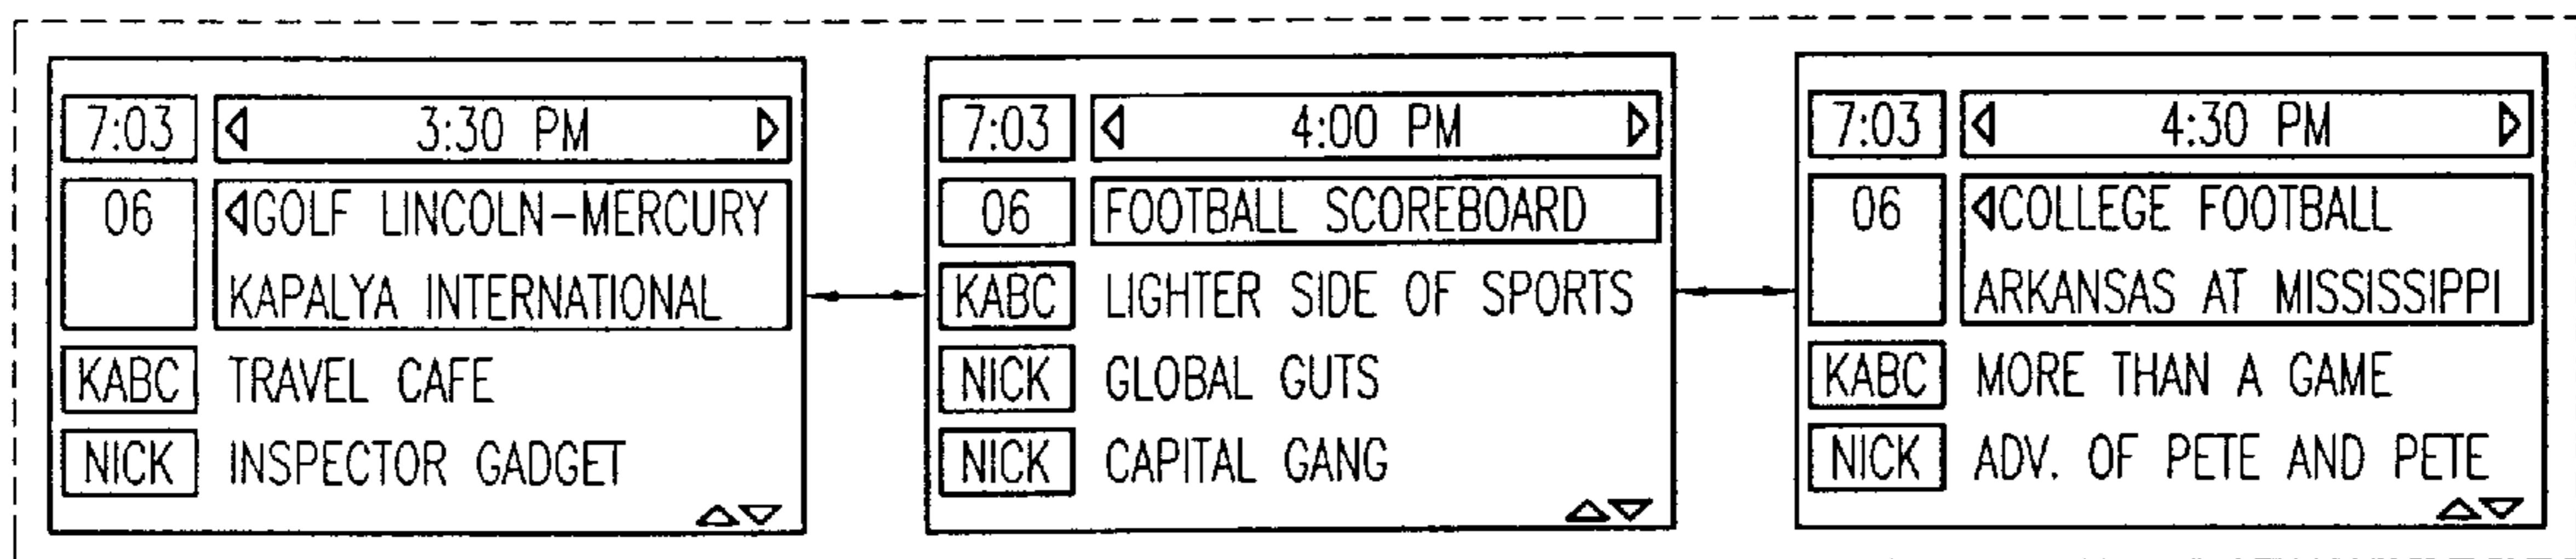 7:03 3:30 PM
06 GOLF LINCOLN-MERCURY
KAPALYA INTERNATIONAL
KABC TRAVEL CAFE
NICK INSPECTOR GADGET
7:03 4:00 PM
06 FOOTBALL SCOREBOARD
KABC LIGHTER SIDE OF SPORTS
NICK GLOBAL GUTS
NICK CAPITAL GANG
7:03 4:30 PM
06 COLLEGE FOOTBALL
ARKANSAS AT MISSISSIPPI
KABC MORE THAN A GAME
NICK ADV. OF PETE AND PETE